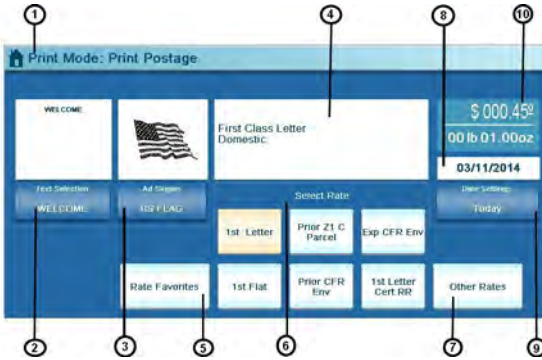 1
4
8
10
Print Mode: Print Postage
WELCOME
First Class Letter
Domestic
$ 000.45º
00 lb 01.00oz
03/11/2014
Text Selection
WELCOME
Ad Slogan
US FLAG
Select Rate
Date Settings
Today
1st Letter
Prior Z1 C
Parcel
Exp CFR Env
Rate Favorites
1st Flat
Prior CFR
Env
1st Letter
Cert RR
Other Rates
2
3
5
6
7
9